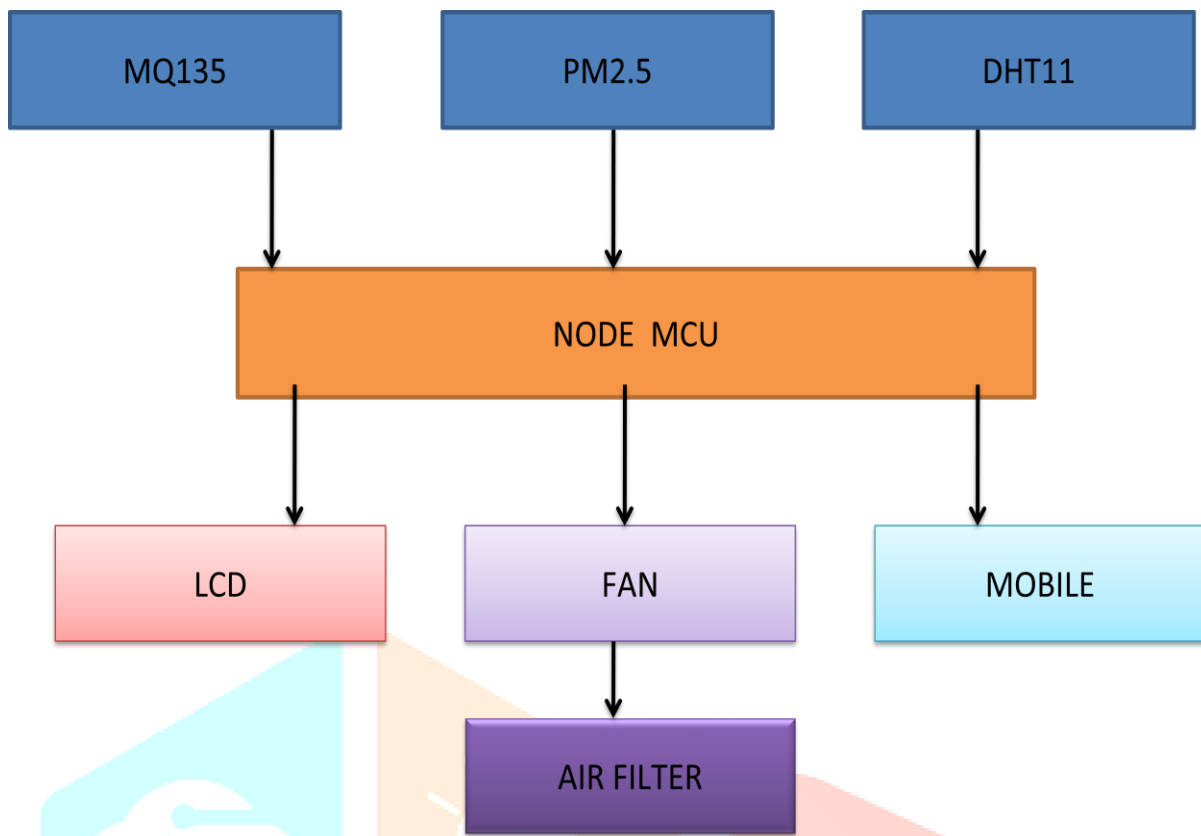 MQ135
PM2.5
DHT11
NODE MCU
LCD
FAN
MOBILE
AIR FILTER